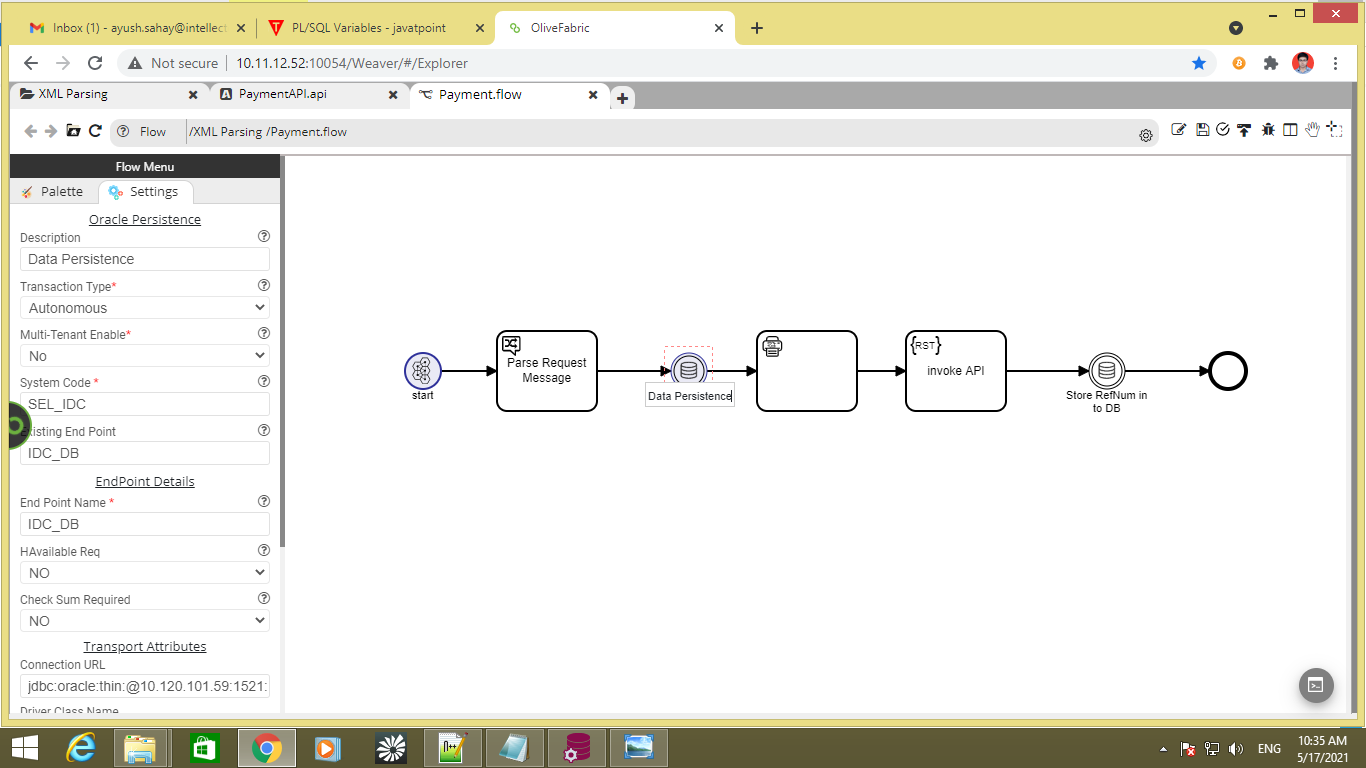 Inbox (1) - ayush.sahay@intellect
PL/SQL Variables - javatpoint
OliveFabric
Not secure
10.11.12.52:10054/Weaver/#/Explorer
XML Parsing
PaymentAPI.api
Payment.flow
Flow
/XML Parsing /Payment.flow
Flow Menu
Palette
Settings
Oracle Persistence
Description
Data Persistence
Transaction Type*
Autonomous
Multi-Tenant Enable*
No
System Code *
SEL_IDC
Existing End Point
IDC_DB
EndPoint Details
End Point Name *
IDC_DB
HAvailable Req
NO
Check Sum Required
NO
Transport Attributes
Connection URL
jdbc:oracle:thin:@10.120.101.59:1521:
Driver Class Name
start
Parse Request
Message
Data Persistence
{RST}
invoke API
Store RefNum in
to DB
ENG
10:35 AM
5/17/2021